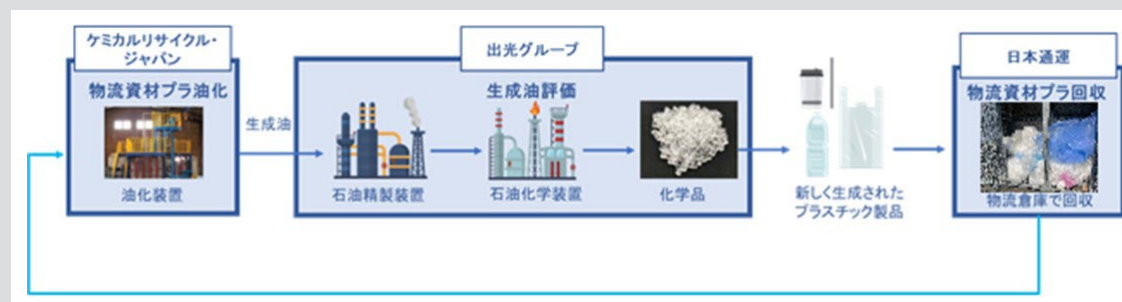 ケミカルリサイクル・
ジャパン
物流資材プラ油化
油化装置
生成油
出光グループ
生成油評価
石油精製装置
石油化学装置
化学品
新しく生成された
プラスチック製品
日本通運
物流資材プラ回収
物流倉庫で回収